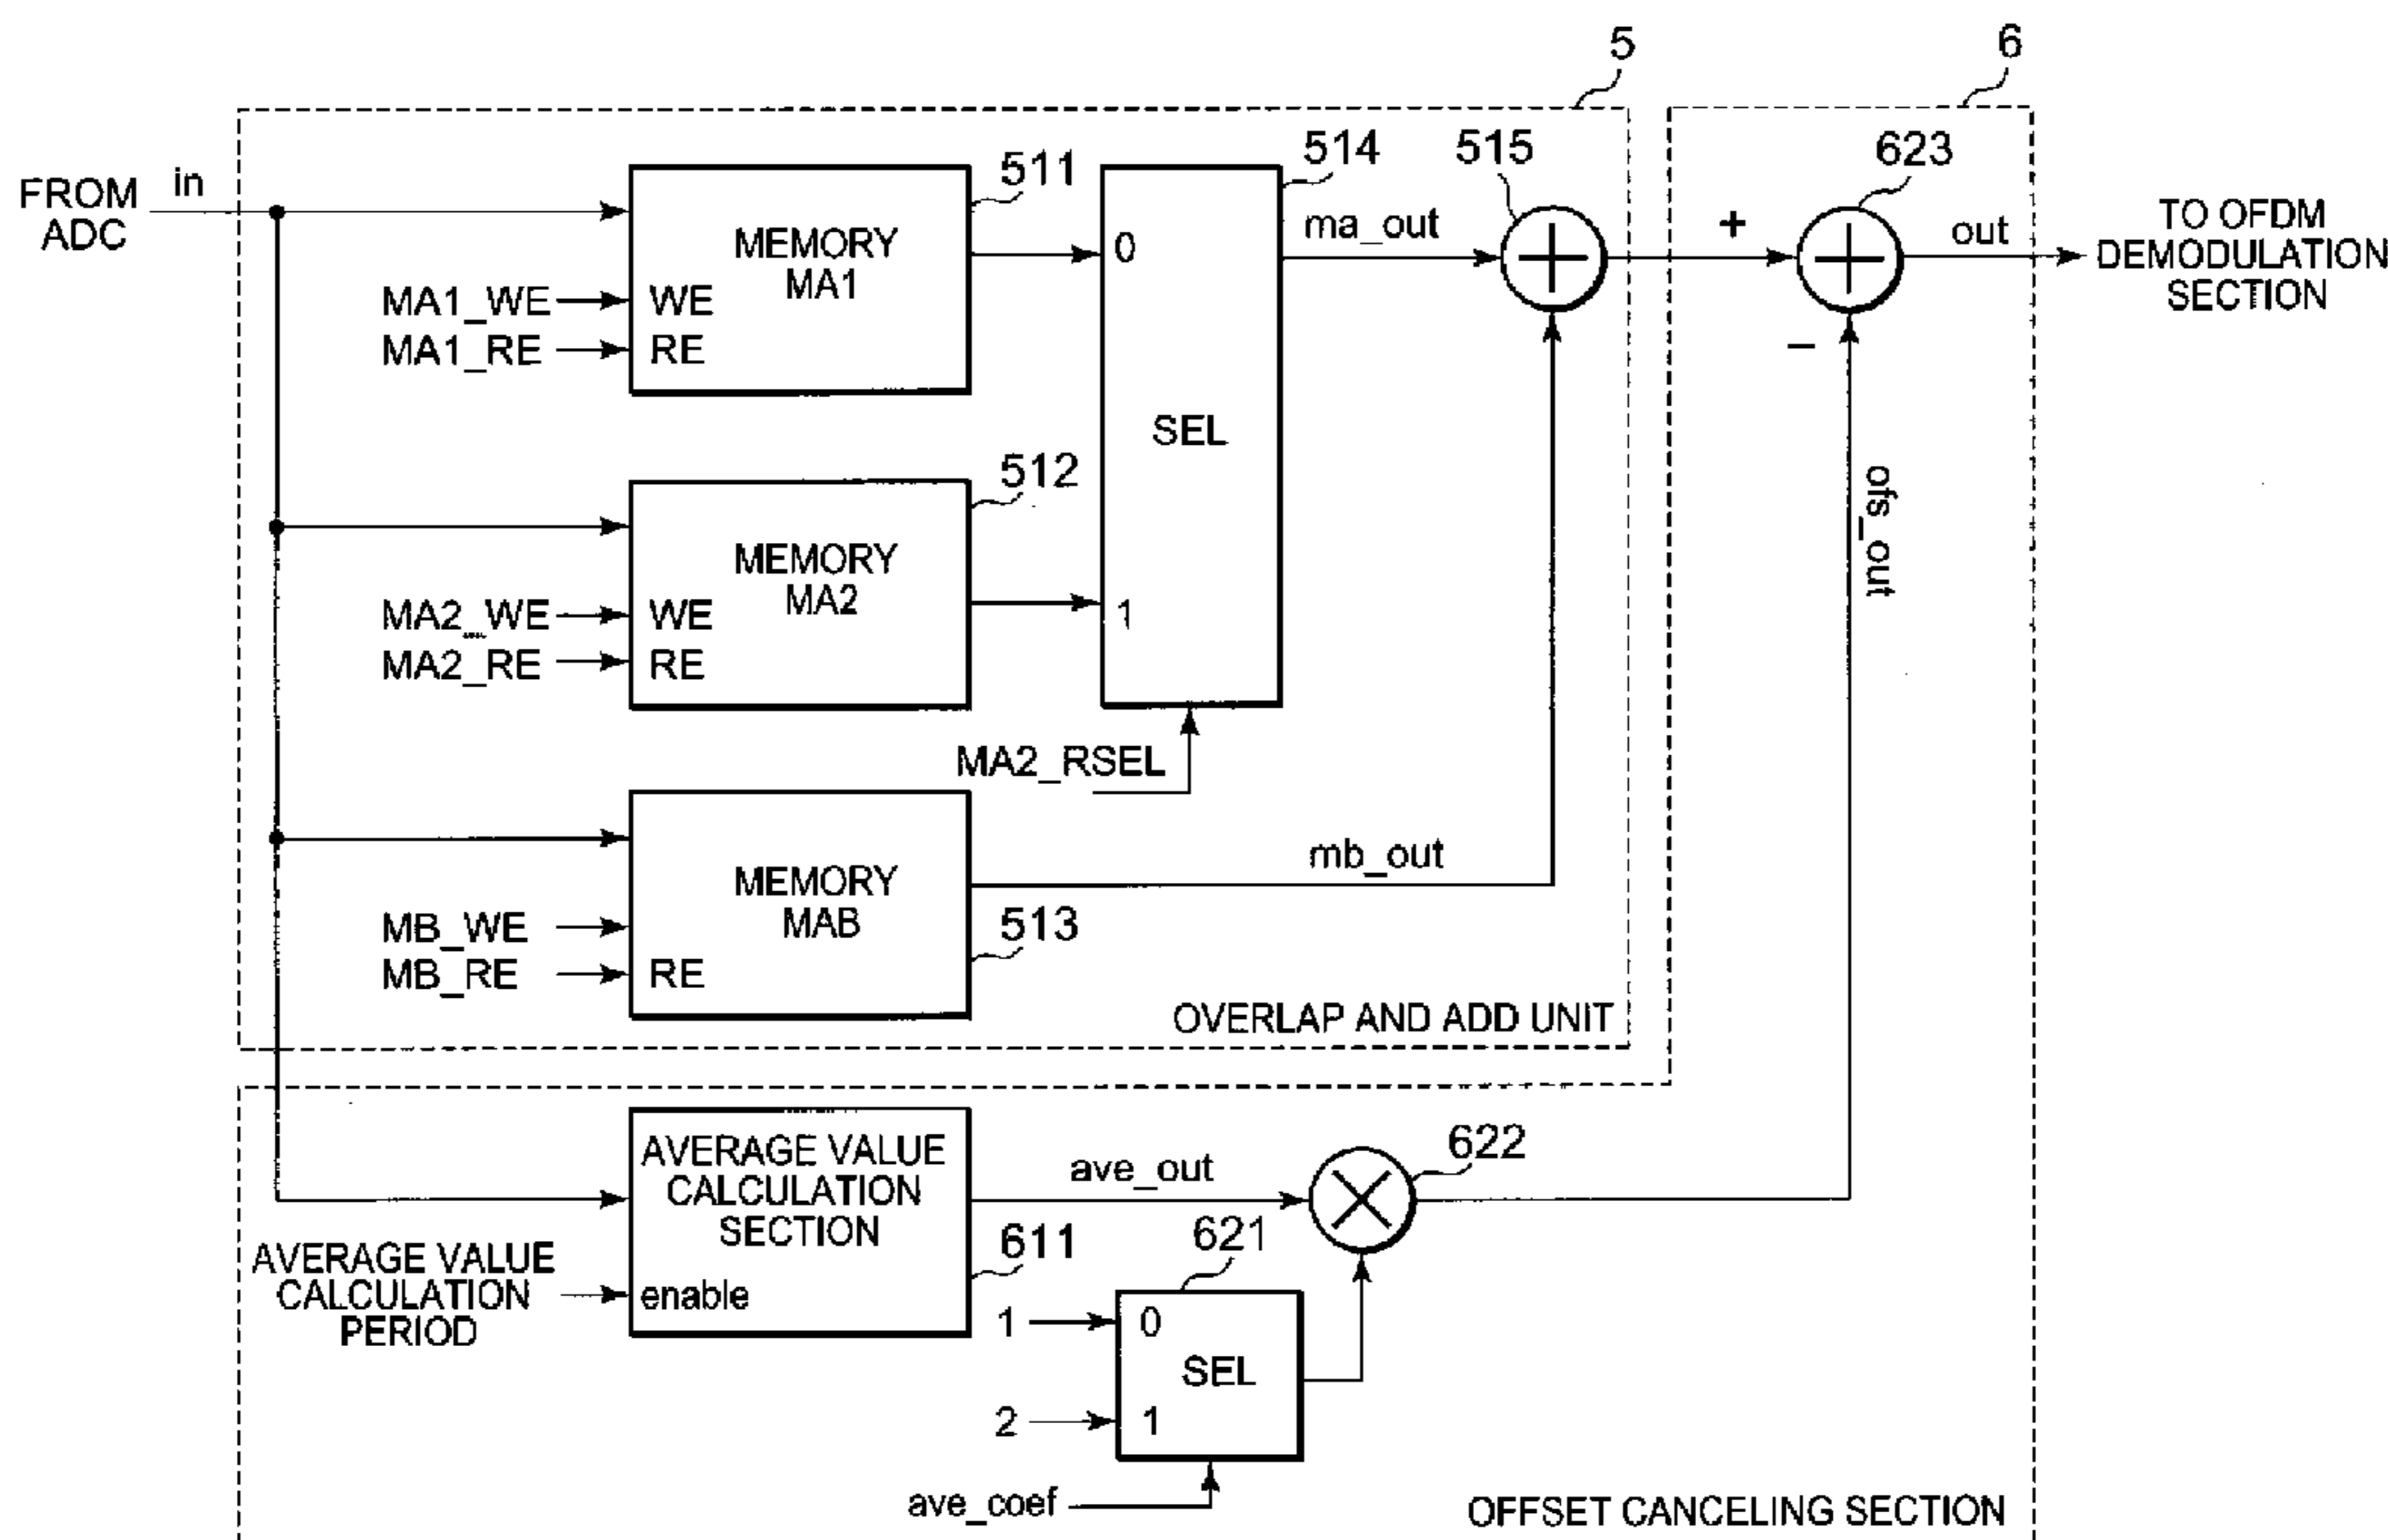 5
6
FROM
ADC
in
MEMORY
MA1
511
MA1_WE
WE
MA1_RE
RE
514
0
SEL
1
ma_out
515
+
623
out
TO OFDM
DEMODULATION
SECTION
−
ofs_out
MEMORY
MA2
512
MA2_WE
WE
MA2_RE
RE
MA2_RSEL
MEMORY
MAB
513
MB_WE
MB_RE
RE
mb_out
OVERLAP AND ADD UNIT
AVERAGE VALUE
CALCULATION
SECTION
611
enable
AVERAGE VALUE
CALCULATION
PERIOD
ave_out
622
621
1
0
SEL
2
1
ave_coef
OFFSET CANCELING SECTION